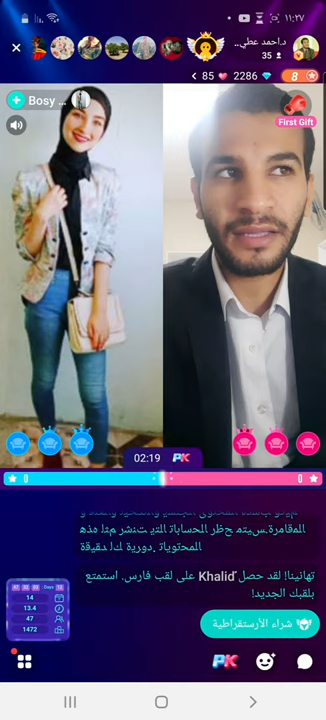 ١١:٢٧
د.احمد عطي..
35
85
2286
8
Bosy ...
First Gift
02:19
PK
0
0
المقامرة.سيتم حظر الحسابات التي تنشر مثل هذه
المحتويات .دورية كل دقيقة
تهانينا! لقد حصل Khalid على لقب فارس. استمتع
بلقبك الجديد!
شراء الأرستقراطية
Days
14
13.4
47
1472
PK